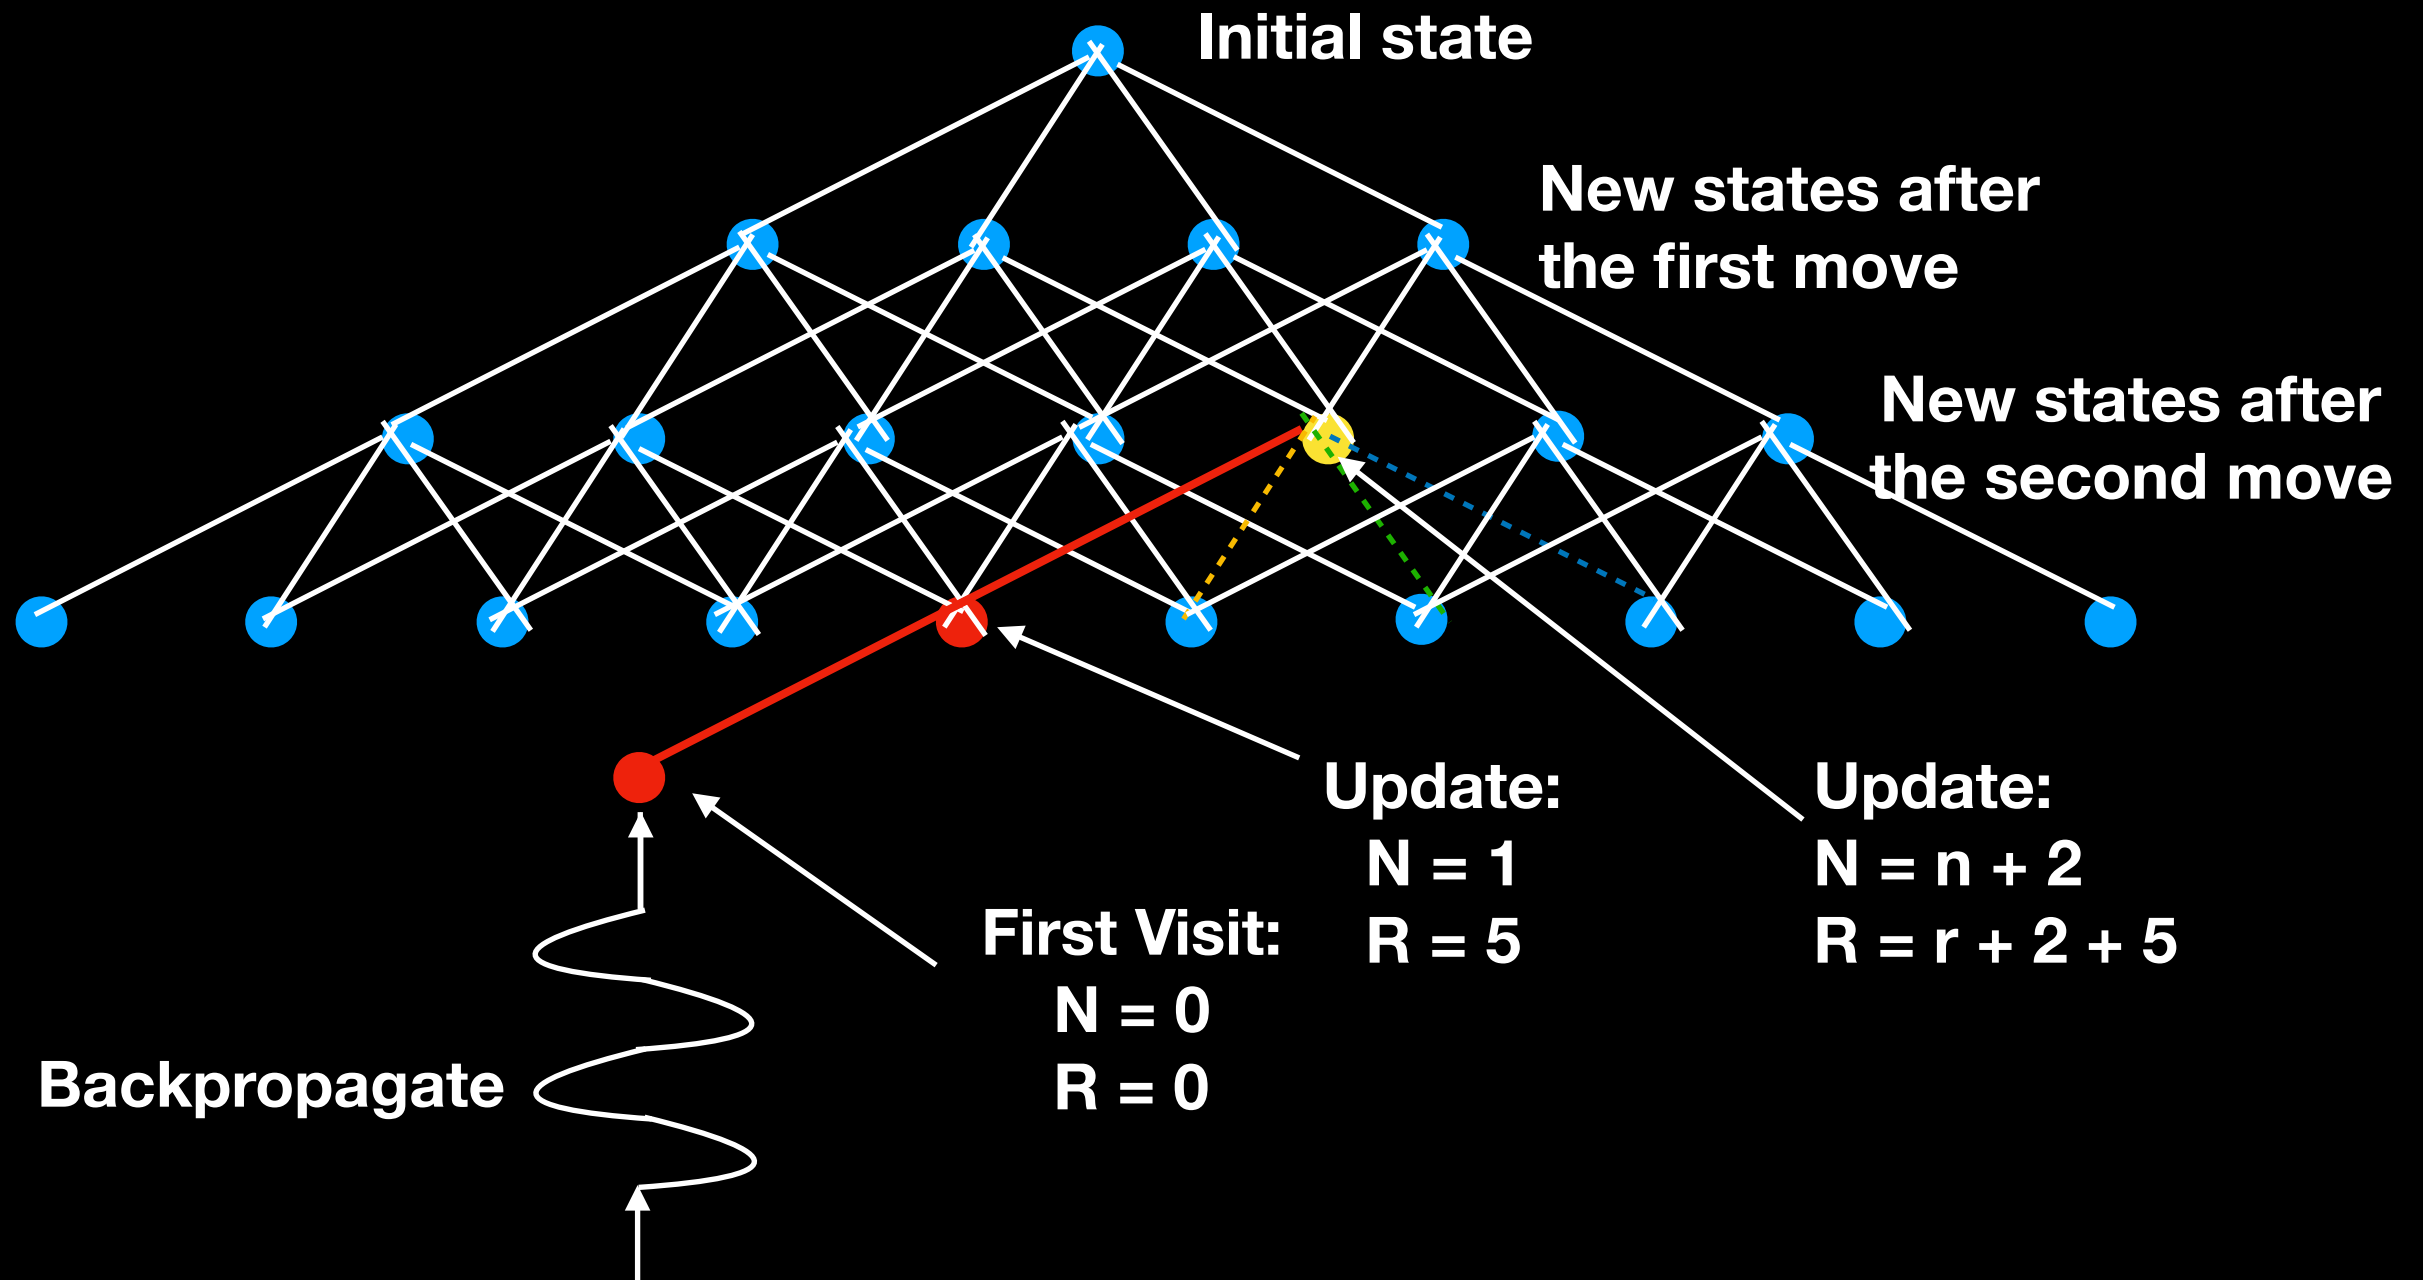 Initial state
New states after
the first move
New states after
the second move
Update:
N = 1
R = 5
Update:
N = n + 2
R = r + 2 + 5
First Visit:
N = 0
R = 0
Backpropagate